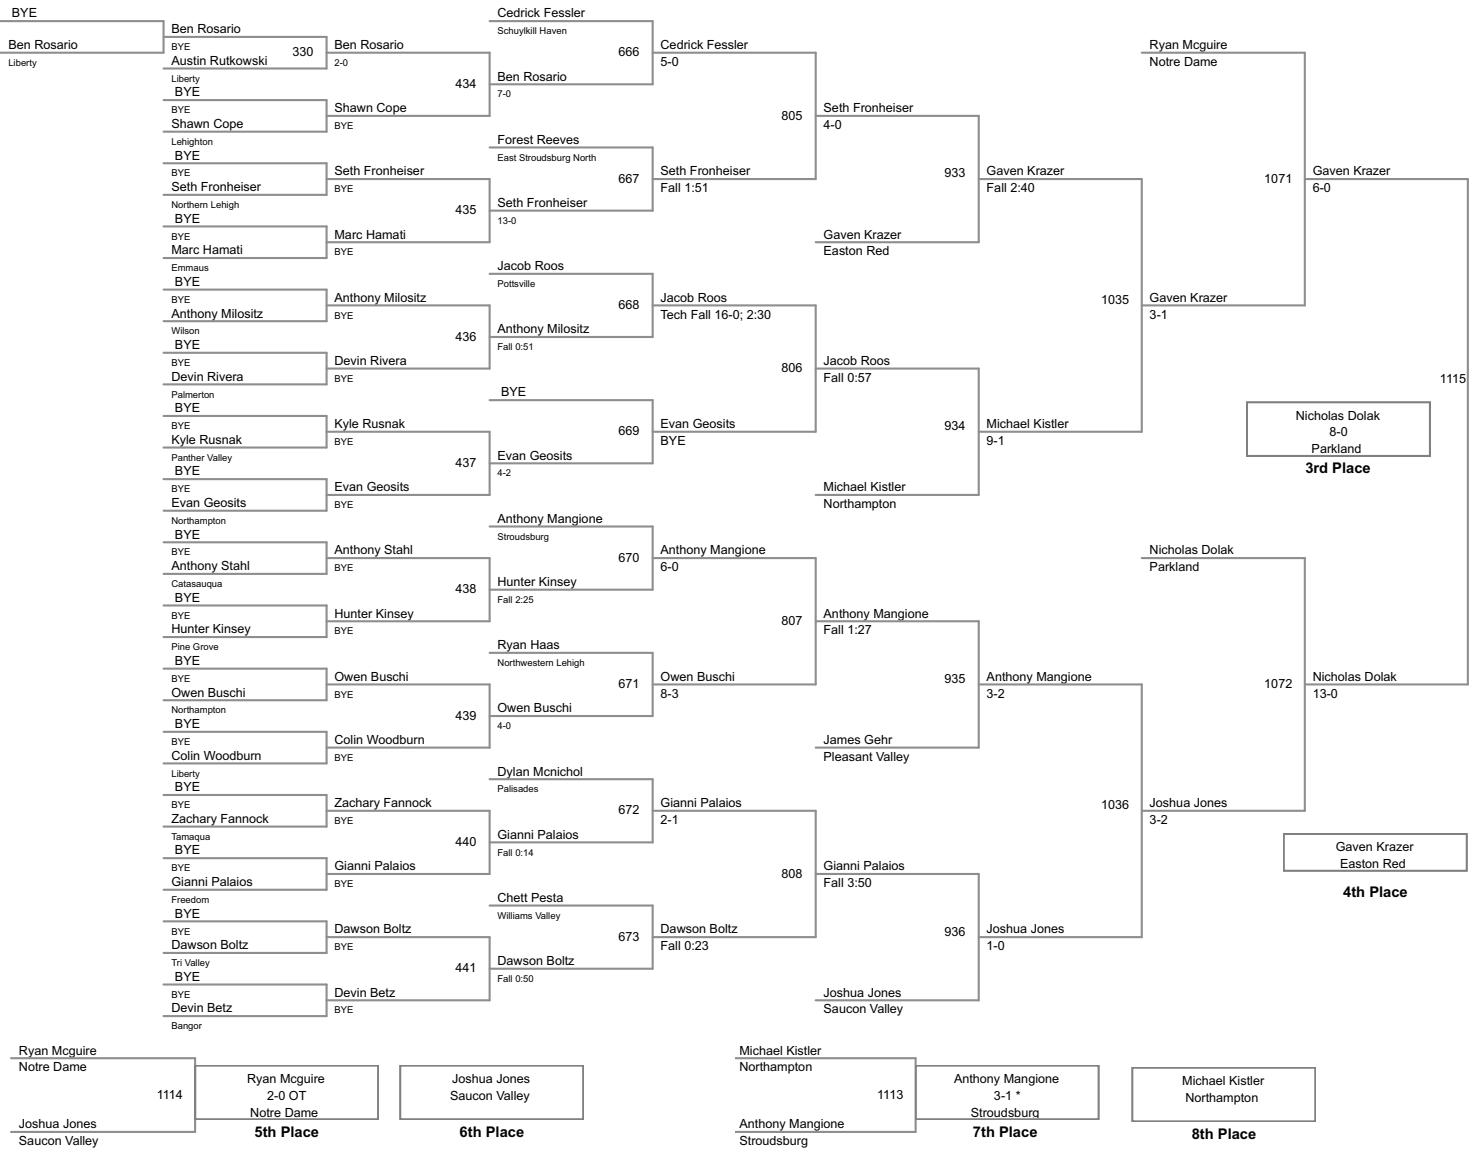 BYE
Ben Rosario
Liberty
Ben Rosario
BYE
Austin Rutkowski
Liberty
330
BYE
BYE
Shawn Cope
Lehighton
BYE
BYE
Seth Fronheiser
Northern Lehigh
BYE
BYE
Marc Hamati
Emmaus
BYE
BYE
Anthony Milositz
Wilson
BYE
BYE
Devin Rivera
Palmerton
BYE
BYE
Kyle Rusnak
Panther Valley
BYE
BYE
Evan Geosits
Northampton
BYE
BYE
Anthony Stahl
Catasauqua
BYE
BYE
Hunter Kinsey
Pine Grove
BYE
BYE
Owen Buschi
Northampton
BYE
BYE
Colin Woodburn
Liberty
BYE
BYE
Zachary Fannock
Tamaqua
BYE
BYE
Gianni Palaios
Freedom
BYE
BYE
Dawson Boltz
Tri Valley
BYE
BYE
Devin Betz
Bangor
Ben Rosario
2-0
434
Shawn Cope
BYE
Seth Fronheiser
BYE
435
Marc Hamati
BYE
Anthony Milositz
BYE
436
Devin Rivera
BYE
Kyle Rusnak
BYE
437
Evan Geosits
BYE
Anthony Stahl
BYE
438
Hunter Kinsey
BYE
Owen Buschi
BYE
439
Colin Woodburn
BYE
Zachary Fannock
BYE
440
Gianni Palaios
BYE
Dawson Boltz
BYE
441
Devin Betz
BYE
Cedrick Fessler
Schuylkill Haven
666
Ben Rosario
7-0
Forest Reeves
East Stroudsburg North
667
Seth Fronheiser
13-0
Jacob Roos
Pottsville
668
Anthony Milositz
Fall 0:51
BYE
669
Evan Geosits
4-2
Anthony Mangione
Stroudsburg
670
Hunter Kinsey
Fall 2:25
Ryan Haas
Northwestern Lehigh
671
Owen Buschi
4-0
Dylan Mcnichol
Palisades
672
Gianni Palaios
Fall 0:14
Chett Pesta
Williams Valley
673
Dawson Boltz
Fall 0:50
Cedrick Fessler
5-0
805
Seth Fronheiser
Fall 1:51
Jacob Roos
Tech Fall 16-0; 2:30
806
Evan Geosits
BYE
Anthony Mangione
6-0
807
Owen Buschi
8-3
Gianni Palaios
2-1
808
Dawson Boltz
Fall 0:23
Seth Fronheiser
4-0
933
Gaven Krazer
Easton Red
Jacob Roos
Fall 0:57
934
Michael Kistler
Northampton
Anthony Mangione
Fall 1:27
935
James Gehr
Pleasant Valley
Gianni Palaios
Fall 3:50
936
Joshua Jones
Saucon Valley
Gaven Krazer
Fall 2:40
1035
Michael Kistler
9-1
Anthony Mangione
3-2
1036
Joshua Jones
1-0
Ryan Mcguire
Notre Dame
1071
Gaven Krazer
3-1
Nicholas Dolak
Parkland
1072
Joshua Jones
3-2
Gaven Krazer
6-0
1115
Nicholas Dolak
13-0
Nicholas Dolak
8-0
Parkland
3rd Place
Gaven Krazer
Easton Red
4th Place
Ryan Mcguire
Notre Dame
1114
Joshua Jones
Saucon Valley
Ryan Mcguire
2-0 OT
Notre Dame
5th Place
Joshua Jones
Saucon Valley
6th Place
Michael Kistler
Northampton
1113
Anthony Mangione
Stroudsburg
Anthony Mangione
3-1 *
Stroudsburg
7th Place
Michael Kistler
Northampton
8th Place